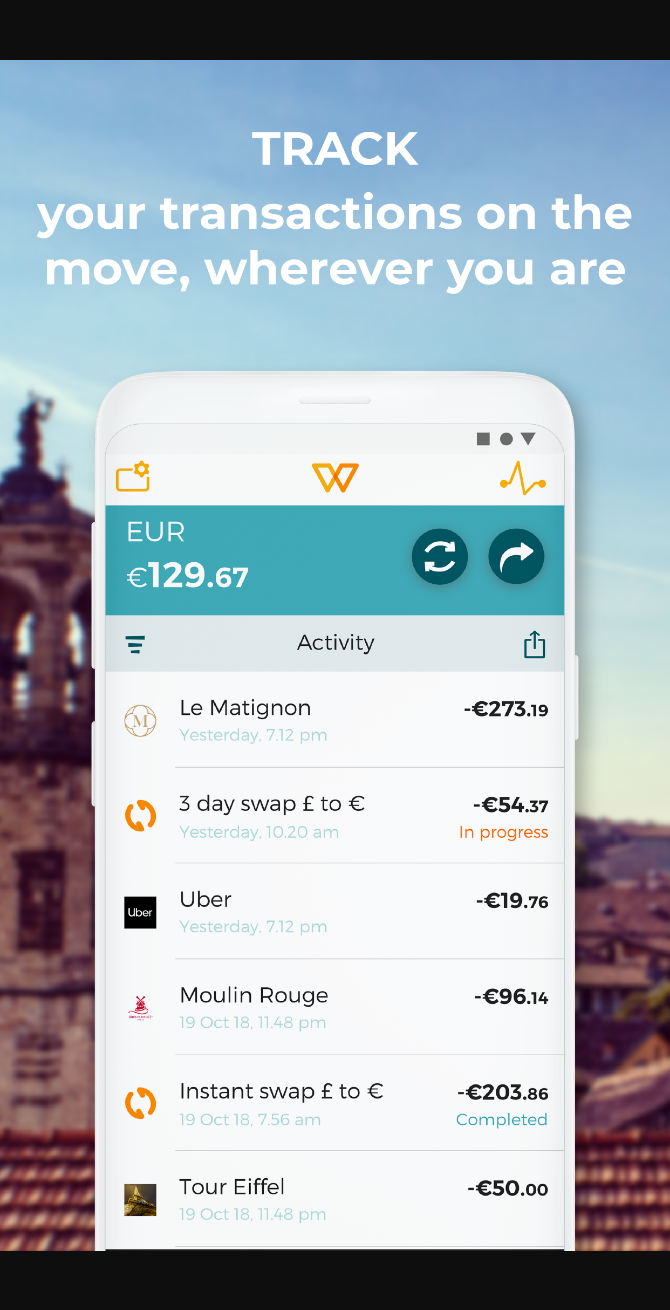 TRACK
your transactions on the
move, wherever you are
EUR
€129.67
Activity
Le Matignon
-€273.19
Yesterday, 7.12 pm
3 day swap £ to €
-€54.37
Yesterday, 10.20 am
In progress
Uber
Uber
-€19.76
Yesterday, 7.12 pm
Moulin Rouge
-€96.14
19 Oct 18, 11.48 pm
Instant swap £ to €
-€203.86
19 Oct 18, 7.56 am
Completed
Tour Eiffel
-€50.00
19 Oct 18, 11.48 pm